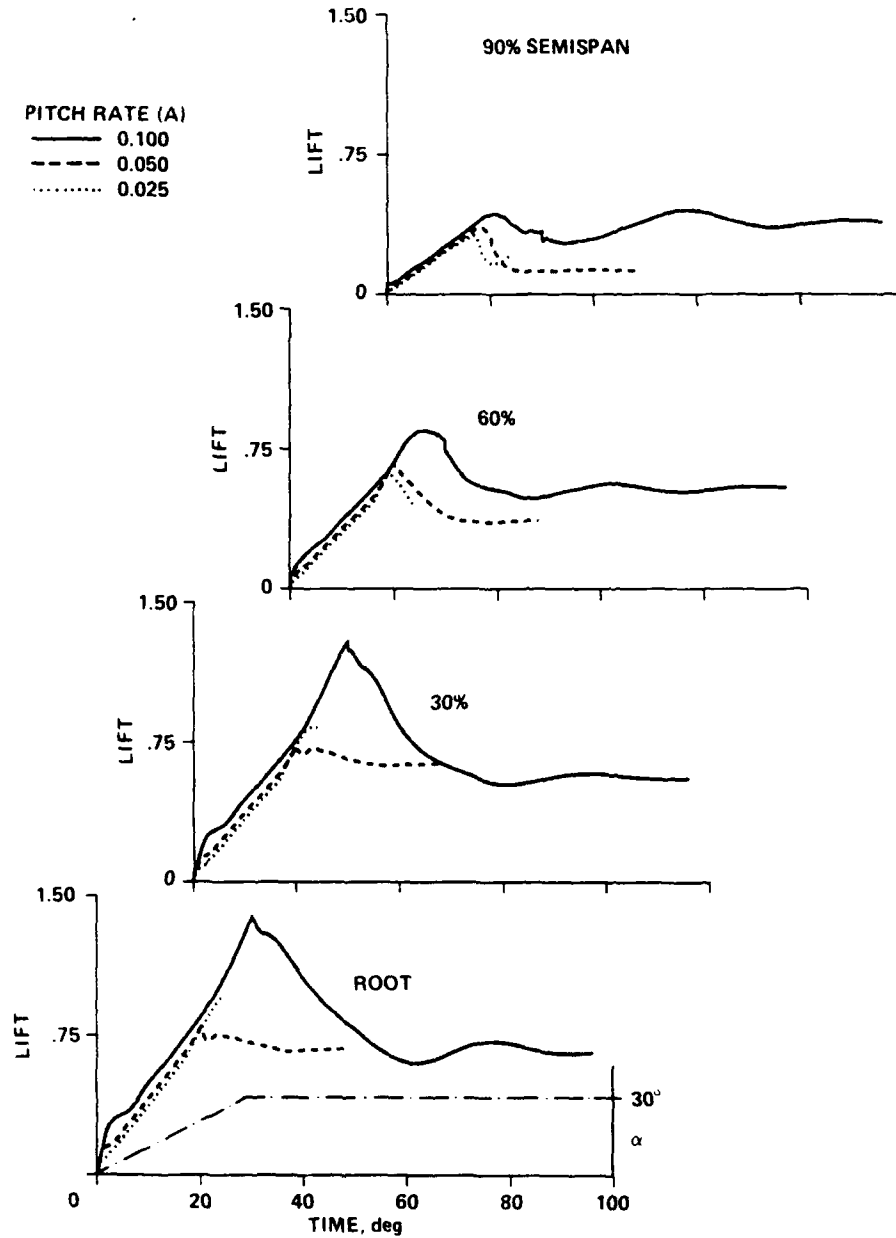 1.50
90% SEMISPAN
PITCH RATE (A)
0.100
0.050
0.025
LIFT
.75
0
1.50
60%
LIFT
.75
0
1.50
30%
LIFT
.75
0
1.50
ROOT
LIFT
.75
30°
α
0 20 40 60 80 100
TIME, deg